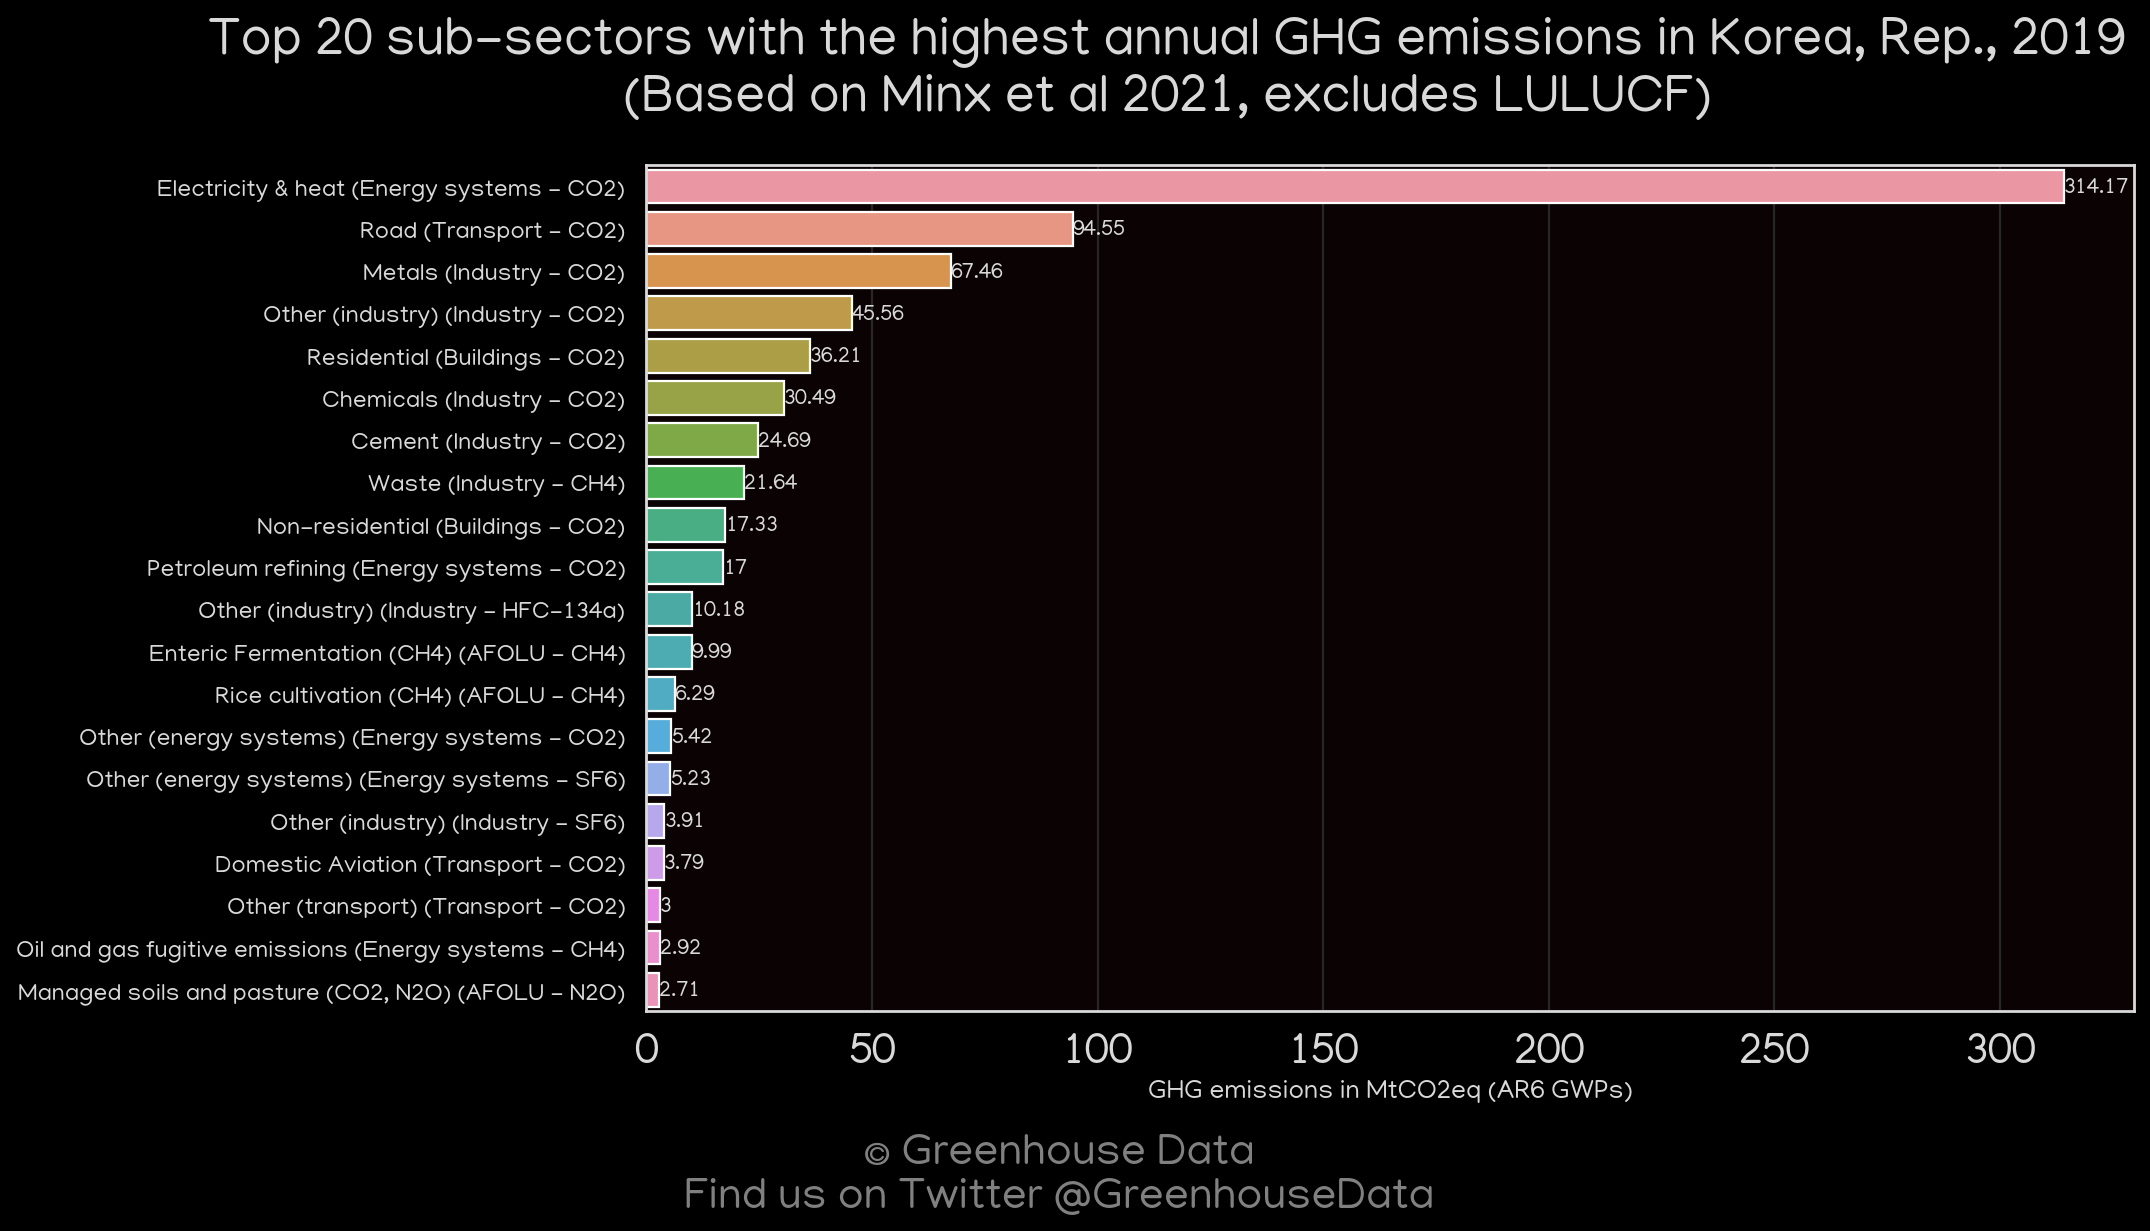 Top 20 sub-sectors with the highest annual GHG emissions in Korea, Rep., 2019
(Based on Minx et al 2021, excludes LULUCF)
Electricity & heat (Energy systems - CO2) 314.17
Road (Transport - CO2) 94.55
Metals (Industry - CO2) 67.46
Other (industry) (Industry - CO2) 45.56
Residential (Buildings - CO2) 36.21
Chemicals (Industry - CO2) 30.49
Cement (Industry - CO2) 24.69
Waste (Industry - CH4) 21.64
Non-residential (Buildings - CO2) 17.33
Petroleum refining (Energy systems - CO2) 17
Other (industry) (Industry - HFC-134a) 10.18
Enteric Fermentation (CH4) (AFOLU - CH4) 9.99
Rice cultivation (CH4) (AFOLU - CH4) 6.29
Other (energy systems) (Energy systems - CO2) 5.42
Other (energy systems) (Energy systems - SF6) 5.23
Other (industry) (Industry - SF6) 3.91
Domestic Aviation (Transport - CO2) 3.79
Other (transport) (Transport - CO2) 3
Oil and gas fugitive emissions (Energy systems - CH4) 2.92
Managed soils and pasture (CO2, N2O) (AFOLU - N2O) 2.71
0 50 100 150 200 250 300
GHG emissions in MtCO2eq (AR6 GWPs)
© Greenhouse Data
Find us on Twitter @GreenhouseData